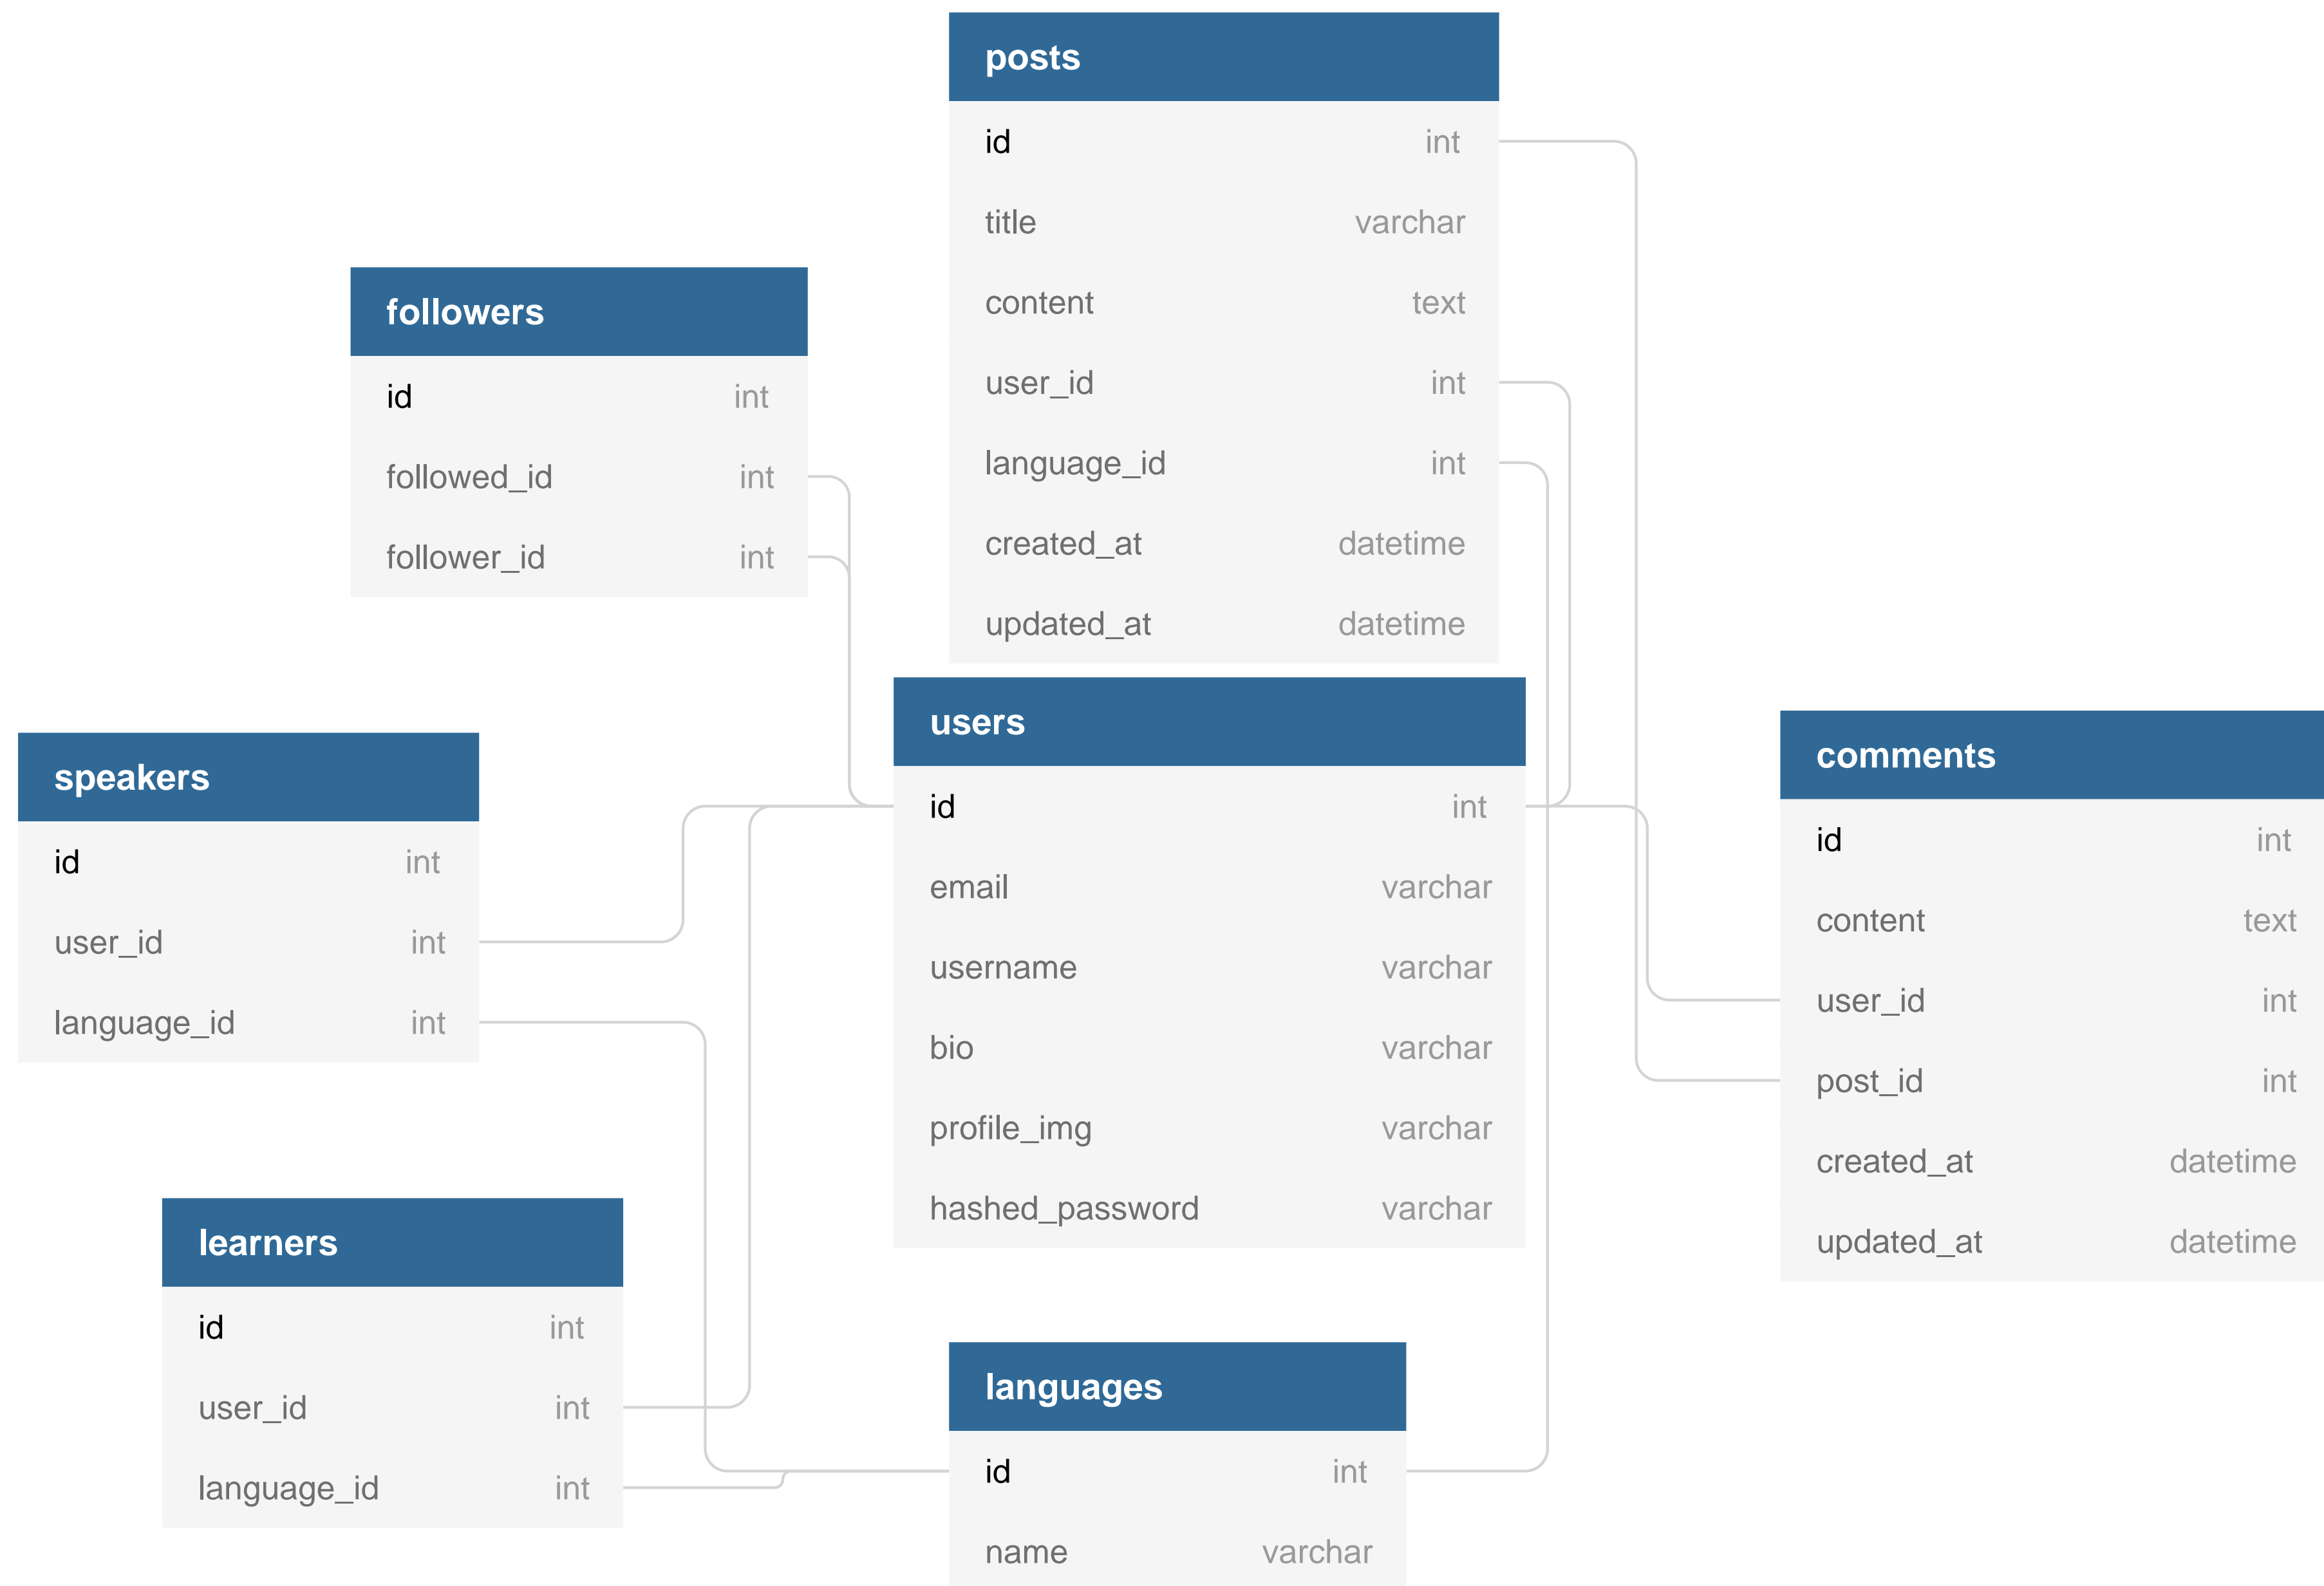 posts
id int
title varchar
content text
user_id int
language_id int
created_at datetime
updated_at datetime
followers
id int
followed_id int
follower_id int
users
id int
email varchar
username varchar
bio varchar
profile_img varchar
hashed_password varchar
comments
id int
content text
user_id int
post_id int
created_at datetime
updated_at datetime
speakers
id int
user_id int
language_id int
learners
id int
user_id int
language_id int
languages
id int
name varchar